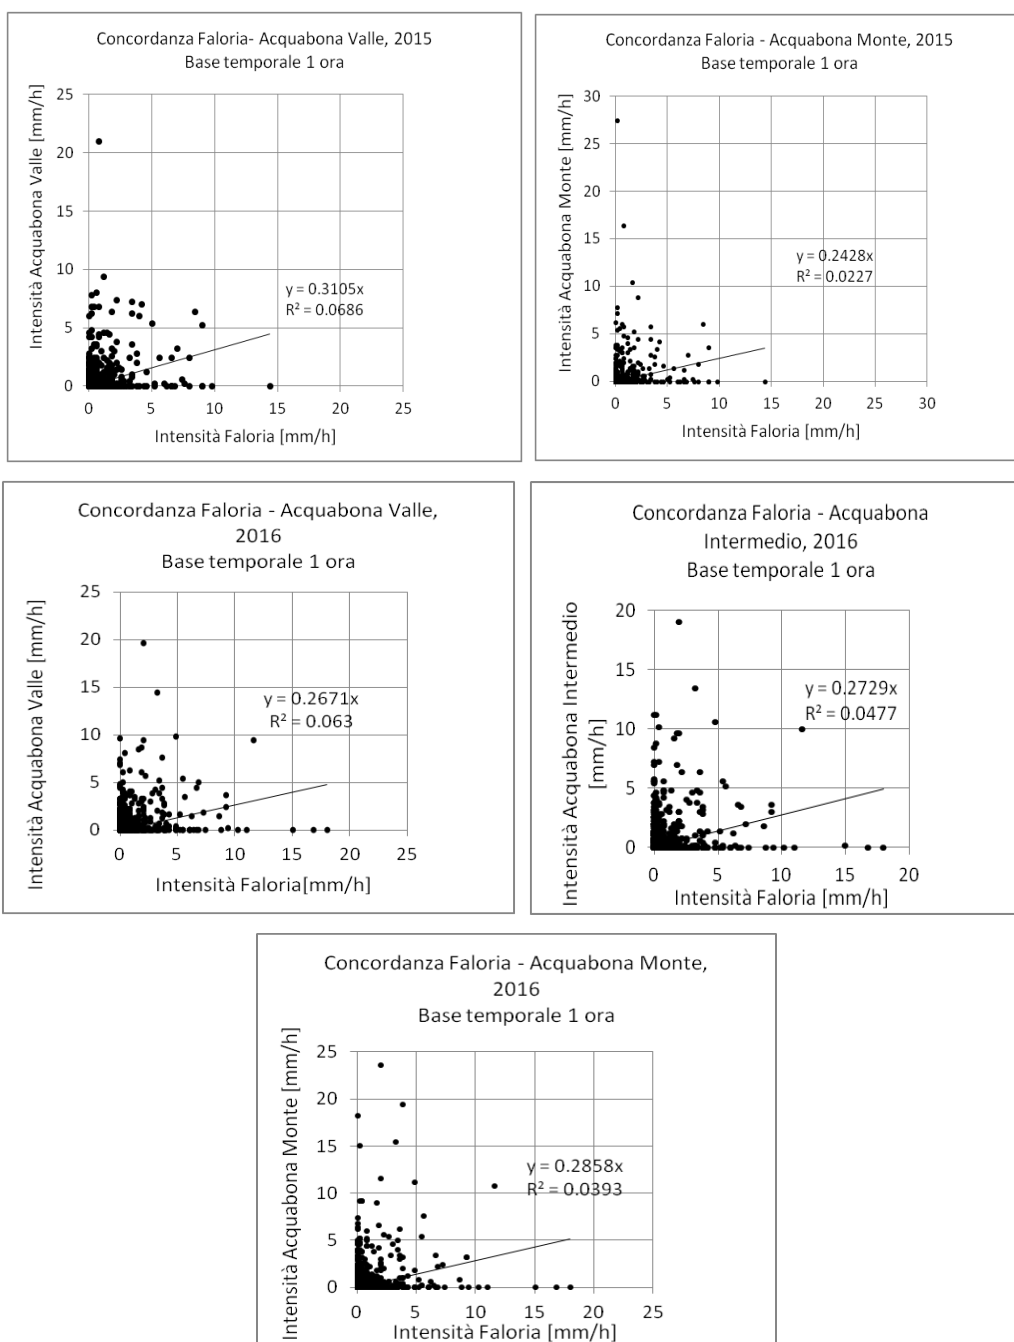 Concordanza Faloria- Acquabona Valle, 2015
Base temporale 1 ora
Intensità Acquabona Valle [mm/h]
25
20
15
10
5
0
y = 0.3105x
R² = 0.0686
0 5 10 15 20 25
Intensità Faloria [mm/h]
Concordanza Faloria - Acquabona Monte, 2015
Base temporale 1 ora
Intensità Acquabona Monte [mm/h]
30
25
20
15
10
5
0
y = 0.2428x
R² = 0.0227
0 5 10 15 20 25 30
Intensità Faloria [mm/h]
Concordanza Faloria - Acquabona Valle,
2016
Base temporale 1 ora
Intensità Acquabona Valle [mm/h]
25
20
15
10
5
0
y = 0.2671x
R² = 0.063
0 5 10 15 20 25
Intensità Faloria[mm/h]
Concordanza Faloria - Acquabona
Intermedio, 2016
Base temporale 1 ora
Intensità Acquabona Intermedio
[mm/h]
20
15
10
5
0
y = 0.2729x
R² = 0.0477
0 5 10 15 20
Intensità Faloria [mm/h]
Concordanza Faloria - Acquabona Monte,
2016
Base temporale 1 ora
Intensità Acquabona Monte [mm/h]
25
20
15
10
5
0
y = 0.2858x
R² = 0.0393
0 5 10 15 20 25
Intensità Faloria [mm/h]